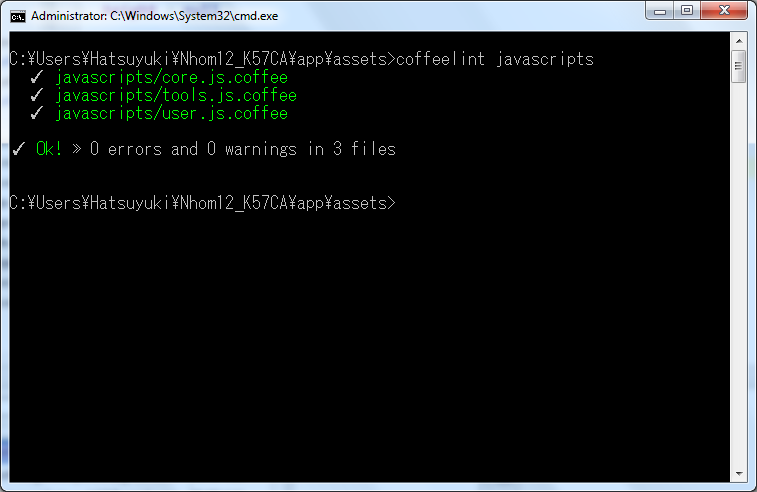 Administrator: C:\Windows\System32\cmd.exe
C:¥Users¥Hatsuyuki¥Nhom12_K57CA¥app¥assets>coffeelint javascripts
✓ javascripts/core.js.coffee
✓ javascripts/tools.js.coffee
✓ javascripts/user.js.coffee
✓ Ok! » 0 errors and 0 warnings in 3 files
C:¥Users¥Hatsuyuki¥Nhom12_K57CA¥app¥assets>